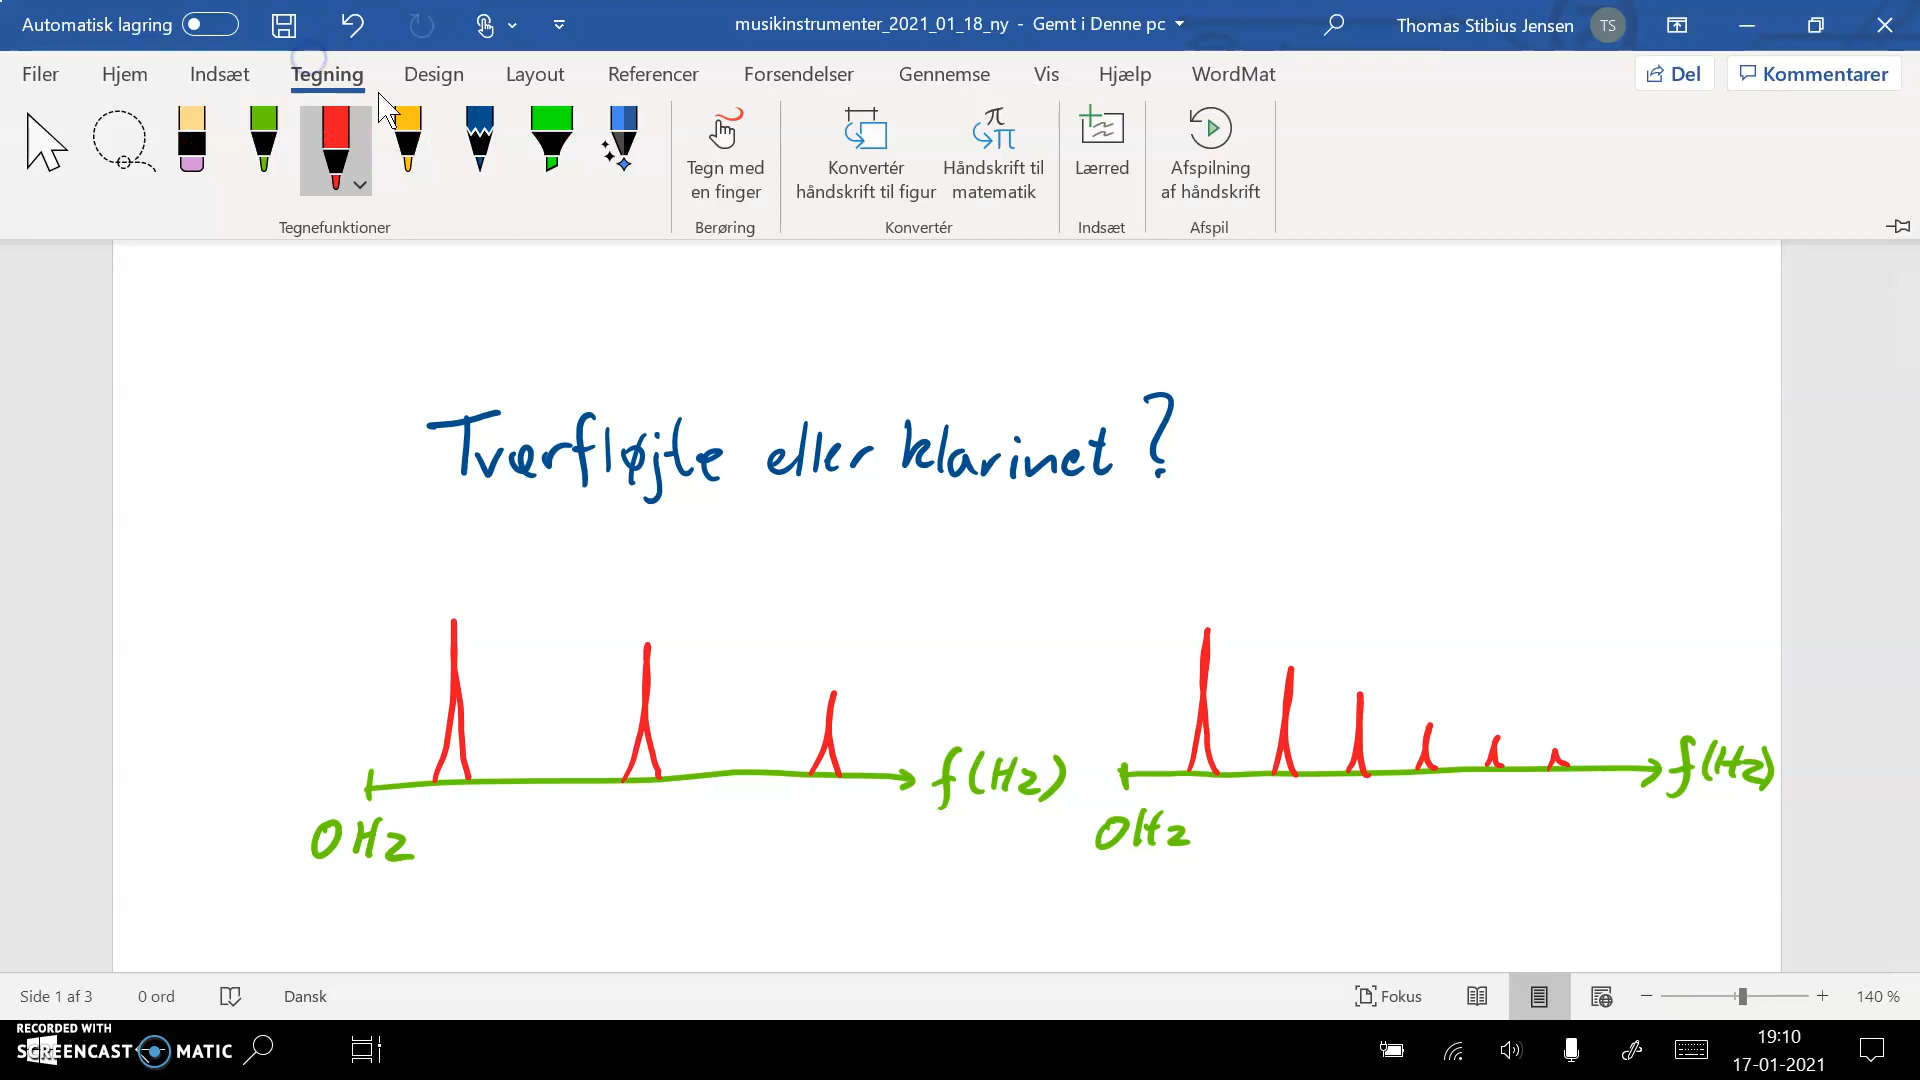 Automatisk lagring
musikinstrumenter_2021_01_18_ny - Gemt i Denne pc
Thomas Stibius Jensen
TS
Filer Hjem Indsæt Tegning Design Layout Referencer Forsendelser Gennemse Vis Hjælp WordMat
Del
Kommentarer
Tegn med en finger
Konvertér håndskrift til figur
Håndskrift til matematik
Lærred
Afspilning af håndskrift
Tegnefunktioner
Berøring
Konvertér
Indsæt
Afspil
Tværfløjte eller klarinet?
f(Hz)
f(Hz)
0 Hz
0Hz
Side 1 af 3
0 ord
Dansk
Fokus
140 %
RECORDED WITH
SCREENCAST MATIC
19:10
17-01-2021